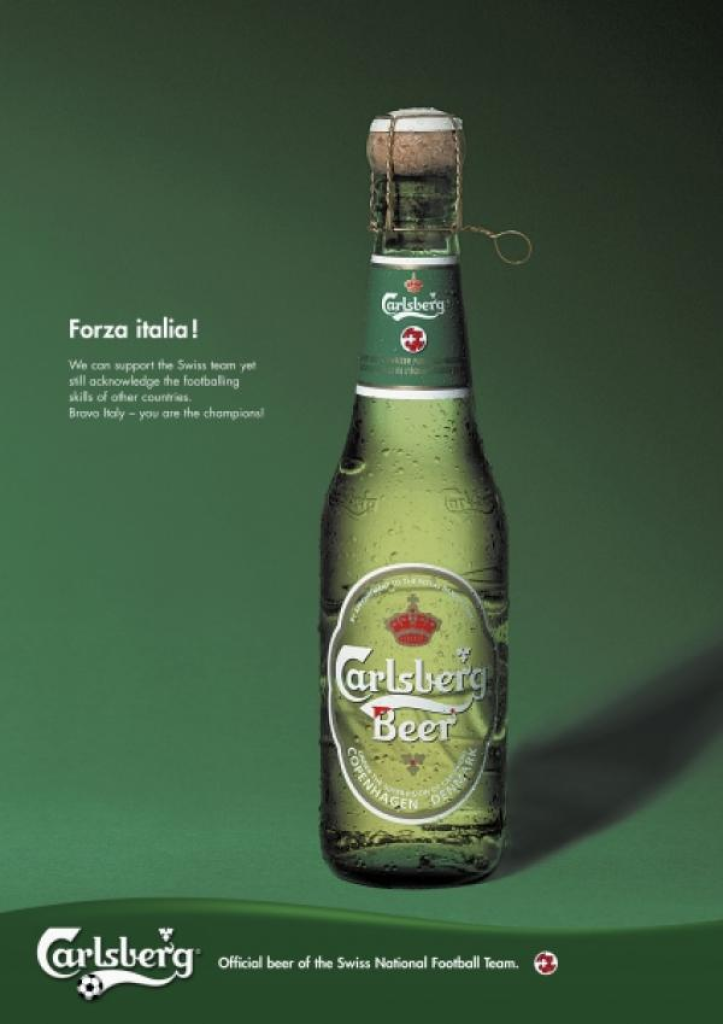 Carlsberg
Forza italia!
We can support the Swiss team yet
still acknowledge the footballing
skills of other countries.
Bravo Italy – you are the champions!
Carlsberg
Beer
COPENHAGEN DENMARK
Carlsberg
Official beer of the Swiss National Football Team.